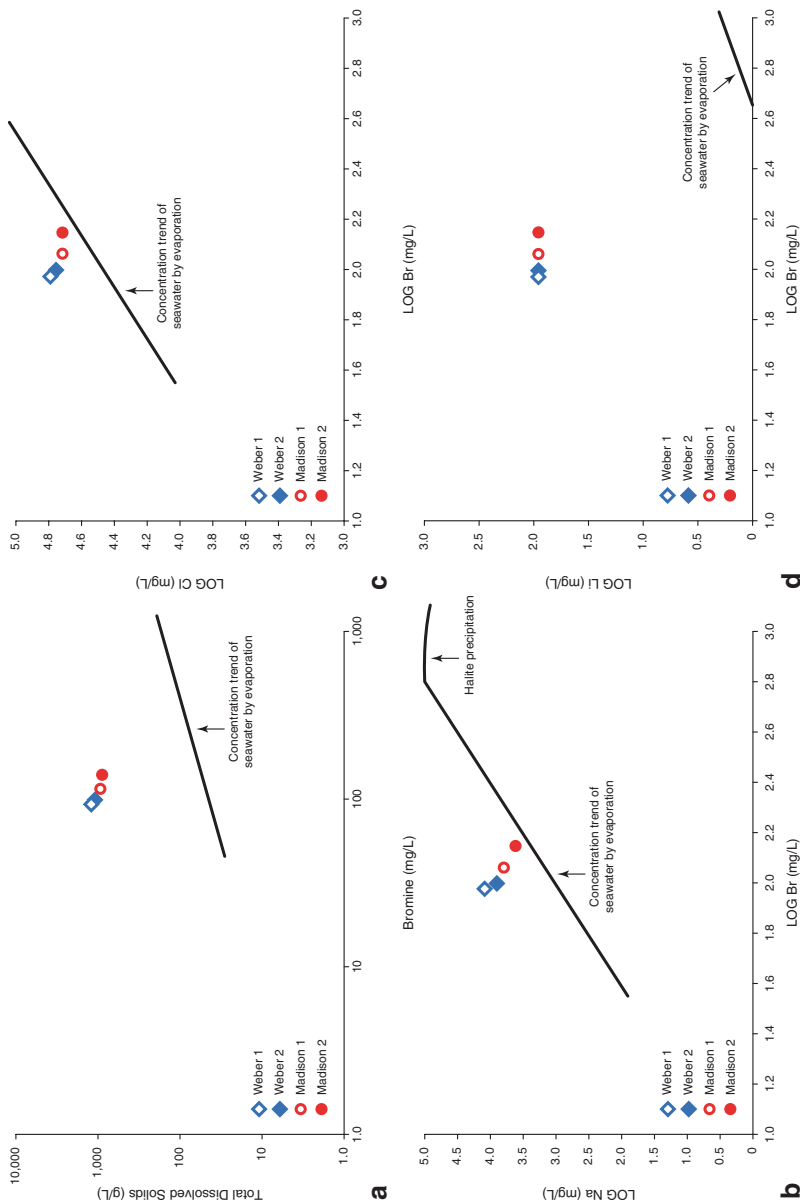 a
Total Dissolved Solids (g/L)
10,000
1,000
100
10
1.0
Weber 1
Weber 2
Madison 1
Madison 2
Concentration trend of
seawater by evaporation
1.0
10
100
1,000
Bromine (mg/L)
b
LOG Na (mg/L)
5.0
4.5
4.0
3.5
3.0
2.5
2.0
1.5
1.0
0.5
0
Weber 1
Weber 2
Madison 1
Madison 2
Halite precipitation
Concentration trend of
seawater by evaporation
1.0
1.2
1.4
1.6
1.8
2.0
2.2
2.4
2.6
2.8
3.0
LOG Br (mg/L)
c
LOG Cl (mg/L)
5.0
4.8
4.6
4.4
4.2
4.0
3.8
3.6
3.4
3.2
3.0
Weber 1
Weber 2
Madison 1
Madison 2
Concentration trend of
seawater by evaporation
1.0
1.2
1.4
1.6
1.8
2.0
2.2
2.4
2.6
2.8
3.0
LOG Br (mg/L)
d
LOG Li (mg/L)
3.0
2.5
2.0
1.5
1.0
0.5
0
Weber 1
Weber 2
Madison 1
Madison 2
Concentration trend of
seawater by evaporation
1.0
1.2
1.4
1.6
1.8
2.0
2.2
2.4
2.6
2.8
3.0
LOG Br (mg/L)